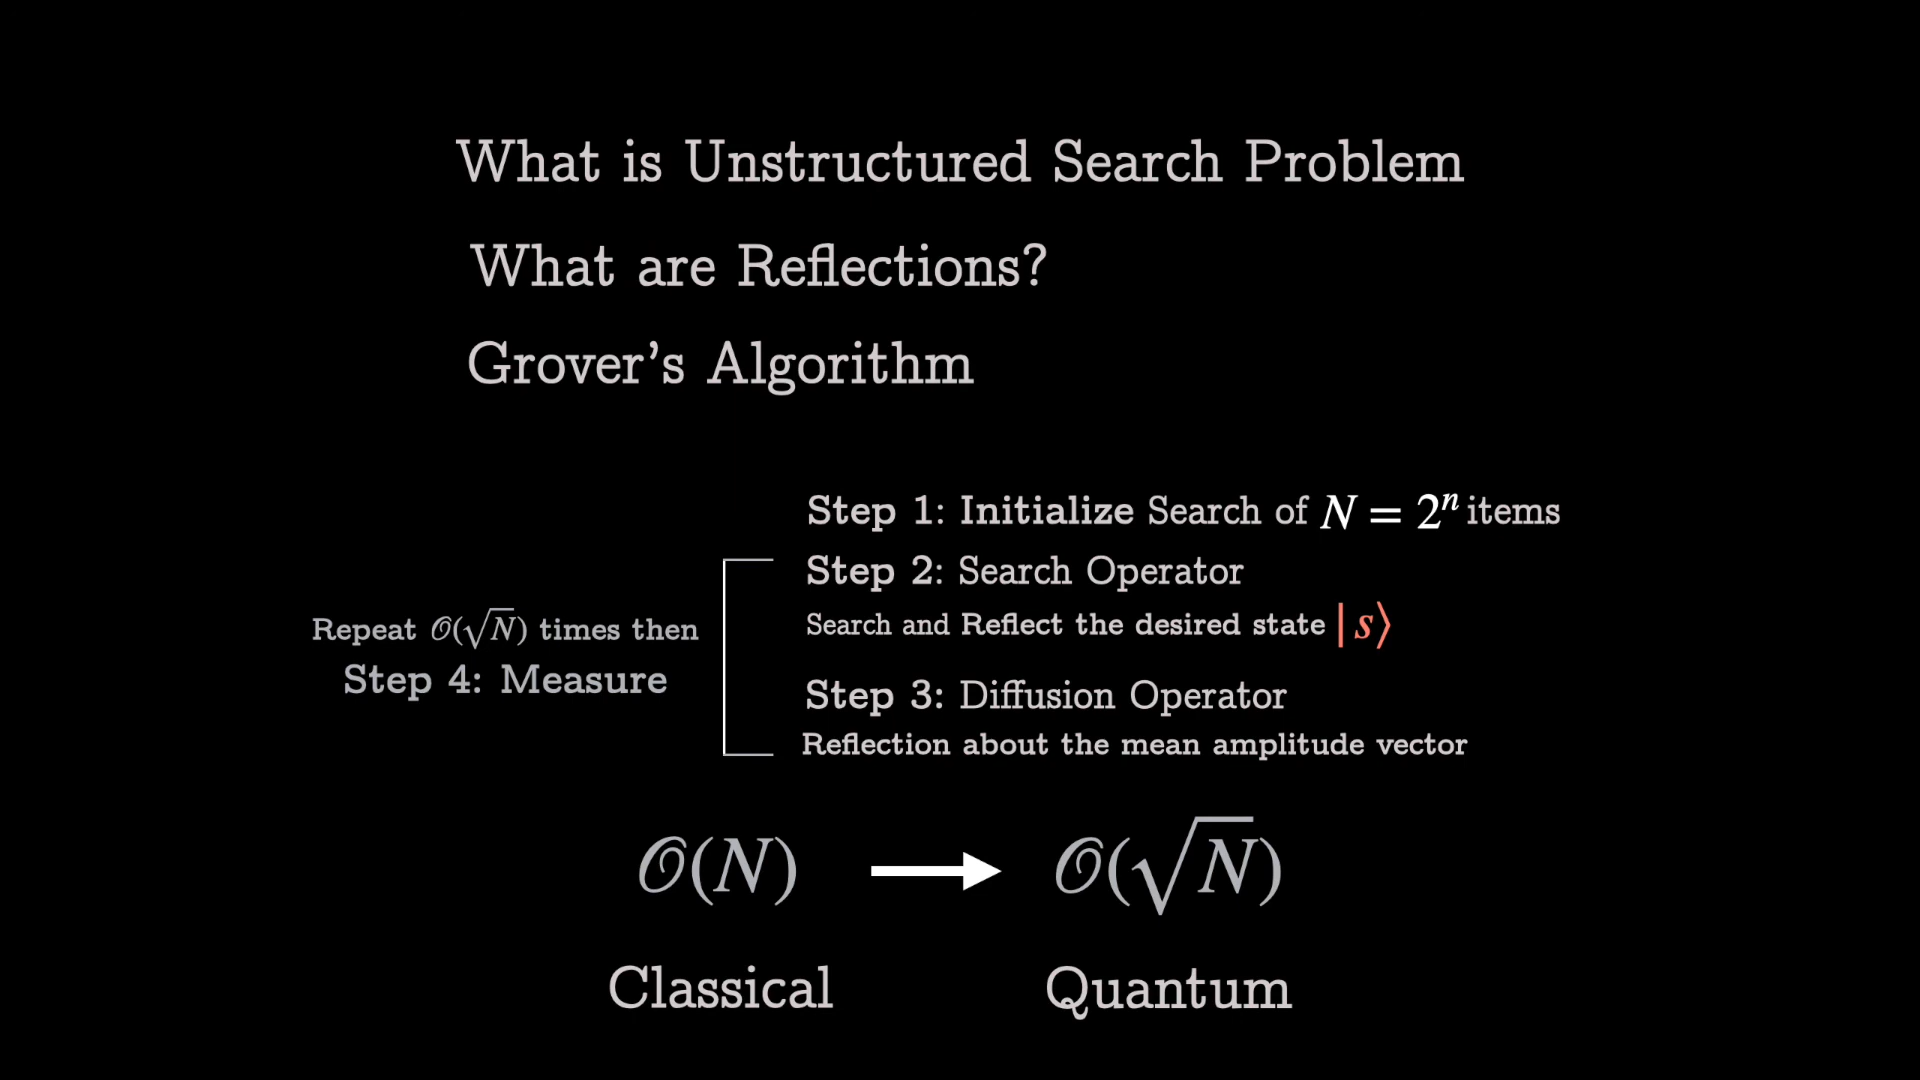 What is Unstructured Search Problem
What are Reflections?
Grover’s Algorithm
Step 1: Initialize Search of N = 2ⁿ items
Step 2: Search Operator
Search and Reflect the desired state |s⟩
Step 3: Diffusion Operator
Reflection about the mean amplitude vector
Repeat 𝒪(√N) times then
Step 4: Measure
𝒪(N) → 𝒪(√N)
Classical Quantum